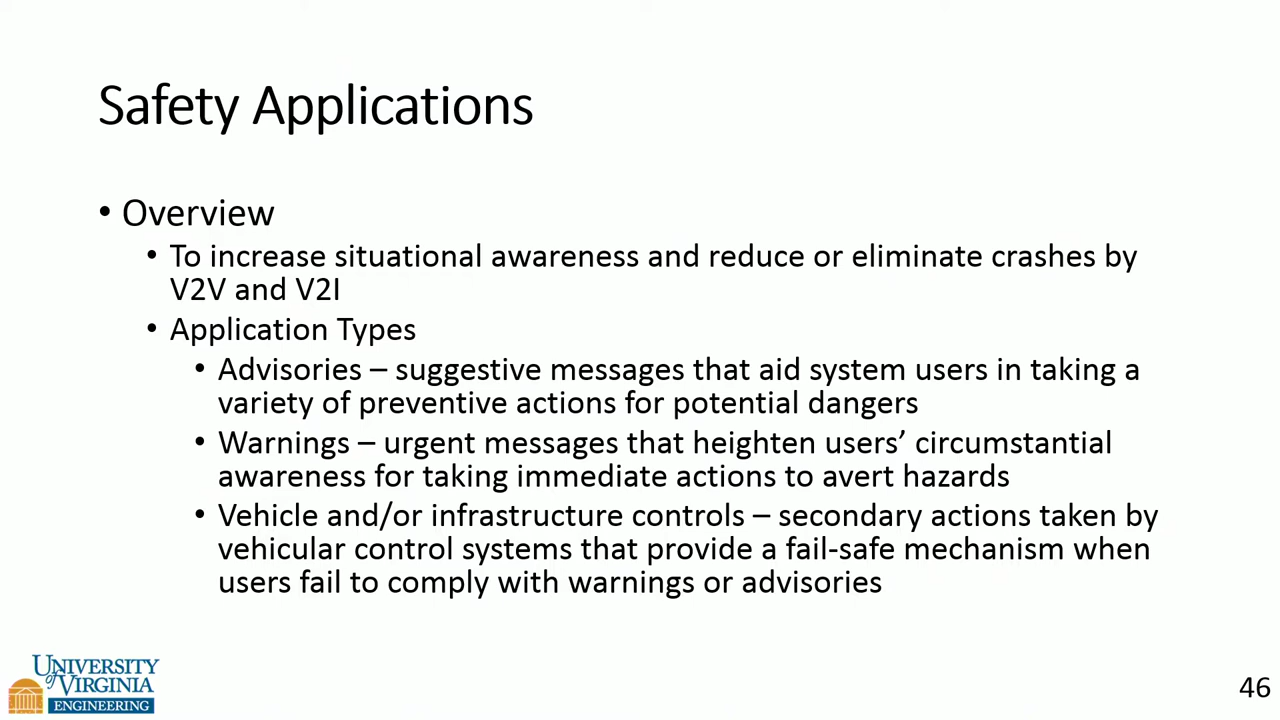 Safety Applications
• Overview
• To increase situational awareness and reduce or eliminate crashes by
V2V and V2I
• Application Types
• Advisories – suggestive messages that aid system users in taking a
variety of preventive actions for potential dangers
• Warnings – urgent messages that heighten users’ circumstantial
awareness for taking immediate actions to avert hazards
• Vehicle and/or infrastructure controls – secondary actions taken by
vehicular control systems that provide a fail-safe mechanism when
users fail to comply with warnings or advisories
UNIVERSITY
of VIRGINIA
ENGINEERING
46